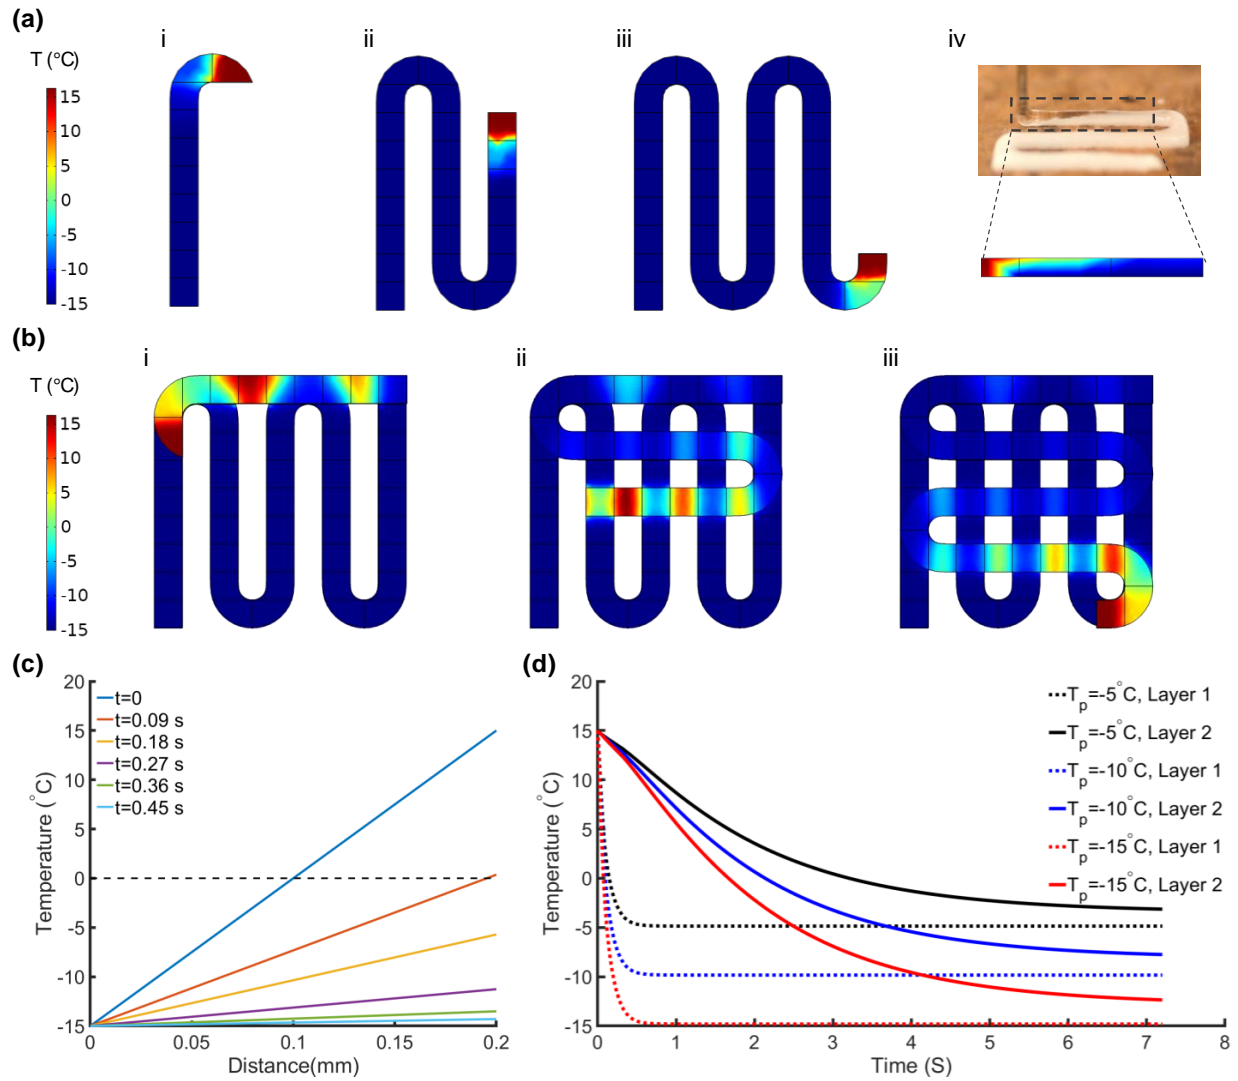 (a)
i
ii
iii
iv
T (°C)
15
10
5
0
-5
-10
-15
(b)
i
ii
iii
T (°C)
15
10
5
0
-5
-10
-15
(c)
20
15
10
5
0
-5
-10
-15
Temperature (°C)
t=0
t=0.09 s
t=0.18 s
t=0.27 s
t=0.36 s
t=0.45 s
0
0.05
0.1
0.15
0.2
Distance(mm)
(d)
20
15
10
5
0
-5
-10
-15
Temperature (°C)
Tp=-5°C, Layer 1
Tp=-5°C, Layer 2
Tp=-10°C, Layer 1
Tp=-10°C, Layer 2
Tp=-15°C, Layer 1
Tp=-15°C, Layer 2
0
1
2
3
4
5
6
7
8
Time (S)